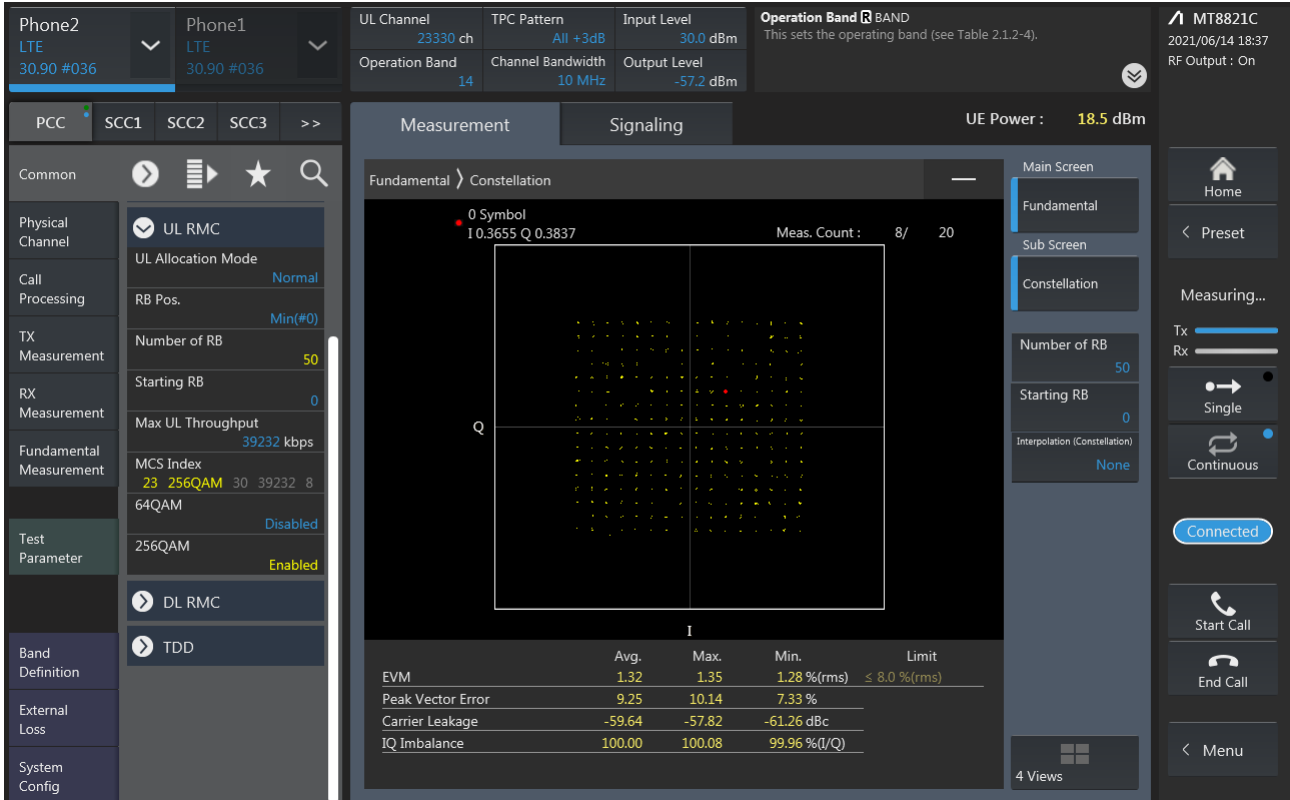 Phone2
LTE
30.90 #036
Phone1
LTE
30.90 #036
UL Channel
23330 ch
TPC Pattern
All +3dB
Input Level
30.0 dBm
Operation Band
14
Channel Bandwidth
10 MHz
Output Level
-57.2 dBm
Operation Band R BAND
This sets the operating band (see Table 2.1.2-4).
MT8821C
2021/06/14 18:37
RF Output : On
PCC SCC1 SCC2 SCC3 >>
Measurement
Signaling
UE Power : 18.5 dBm
Common
Physical
Channel
Call
Processing
TX
Measurement
RX
Measurement
Fundamental
Measurement
Test
Parameter
Band
Definition
External
Loss
System
Config
UL RMC
UL Allocation Mode
Normal
RB Pos.
Min(#0)
Number of RB
50
Starting RB
0
Max UL Throughput
39232 kbps
MCS Index
23 256QAM 30 39232 8
64QAM
Disabled
256QAM
Enabled
DL RMC
TDD
Fundamental 〉 Constellation
0 Symbol
I 0.3655 Q 0.3837
Meas. Count : 8/ 20
Q
I
Avg. Max. Min. Limit
EVM 1.32 1.35 1.28 %(rms) ≤ 8.0 %(rms)
Peak Vector Error 9.25 10.14 7.33 %
Carrier Leakage -59.64 -57.82 -61.26 dBc
IQ Imbalance 100.00 100.08 99.96 %(I/Q)
Main Screen
Fundamental
Sub Screen
Constellation
Number of RB
50
Starting RB
0
Interpolation (Constellation)
None
4 Views
Home
< Preset
Measuring...
Tx
Rx
Single
Continuous
Connected
Start Call
End Call
< Menu